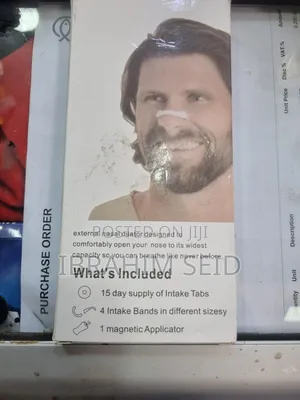 PURCHASE ORDER
Unit Price
Disc %
VAT %
Description
Unit
POSTED ON JIJI
IBRAHIM SEID
external nasal dilator designed to
comfortably open your nose to its widest
capacity so you can breathe like never before.
What's Included
15 day supply of Intake Tabs
4 Intake Bands in different sizesy
1 magnetic Applicator